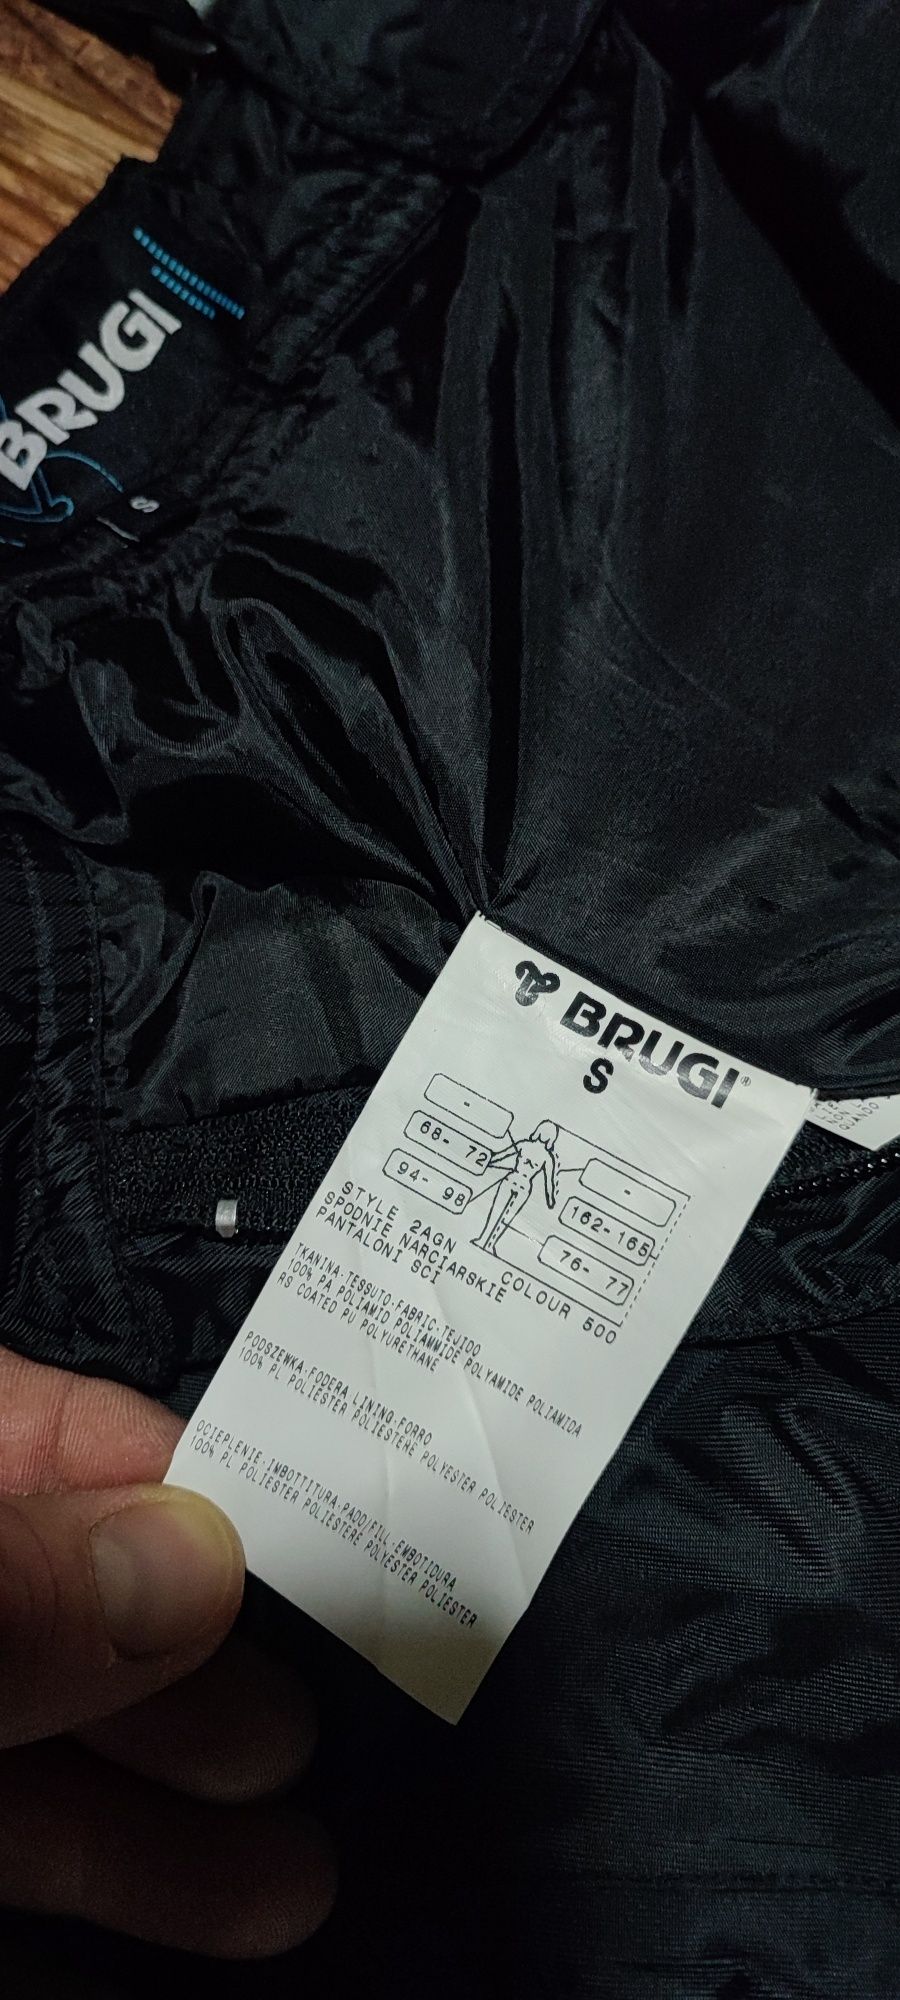 BRUGI
S
BRUGI®
S
-
68- 72
94- 98
-
162-165
76- 77
STYLE 2AGN COLOUR 500
SPODNIE NARCIARSKIE
PANTALONI SCI
TKANINA·TESSUTO·FABRIC·TEJIDO
100% PA POLIAMID POLIAMMIDE POLYAMIDE POLIAMIDA
RS COATED PU POLYURETHANE
PODSZEWKA·FODERA LINING·FORRO
100% PL POLIESTER POLIESTERE POLYESTER POLIESTER
OCIEPLENIE·IMBOTTITURA·PADD/FILL·EMBOTIDURA
100% PL POLIESTER POLIESTERE POLYESTER POLIESTER
NON
QUANDO